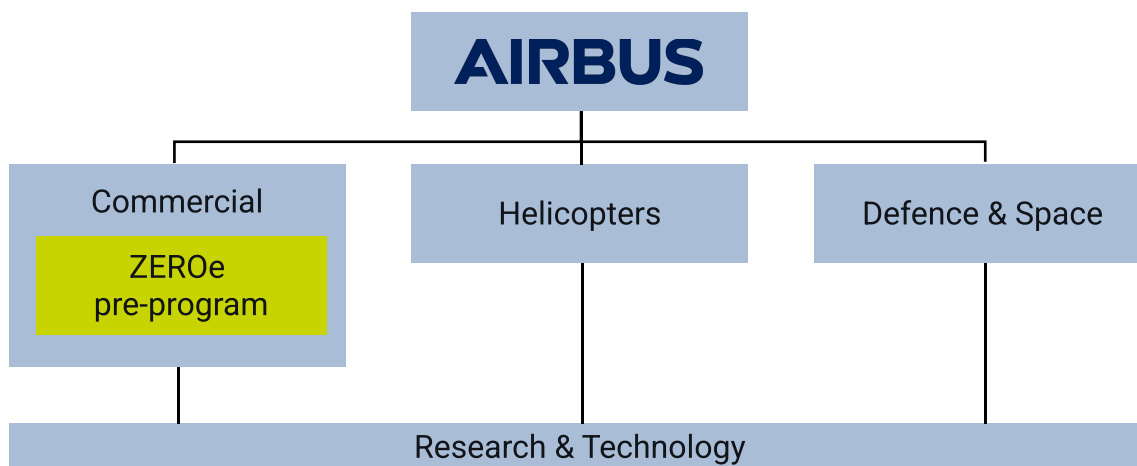 AIRBUS
Commercial
ZEROe
pre-program
Helicopters
Defence & Space
Research & Technology